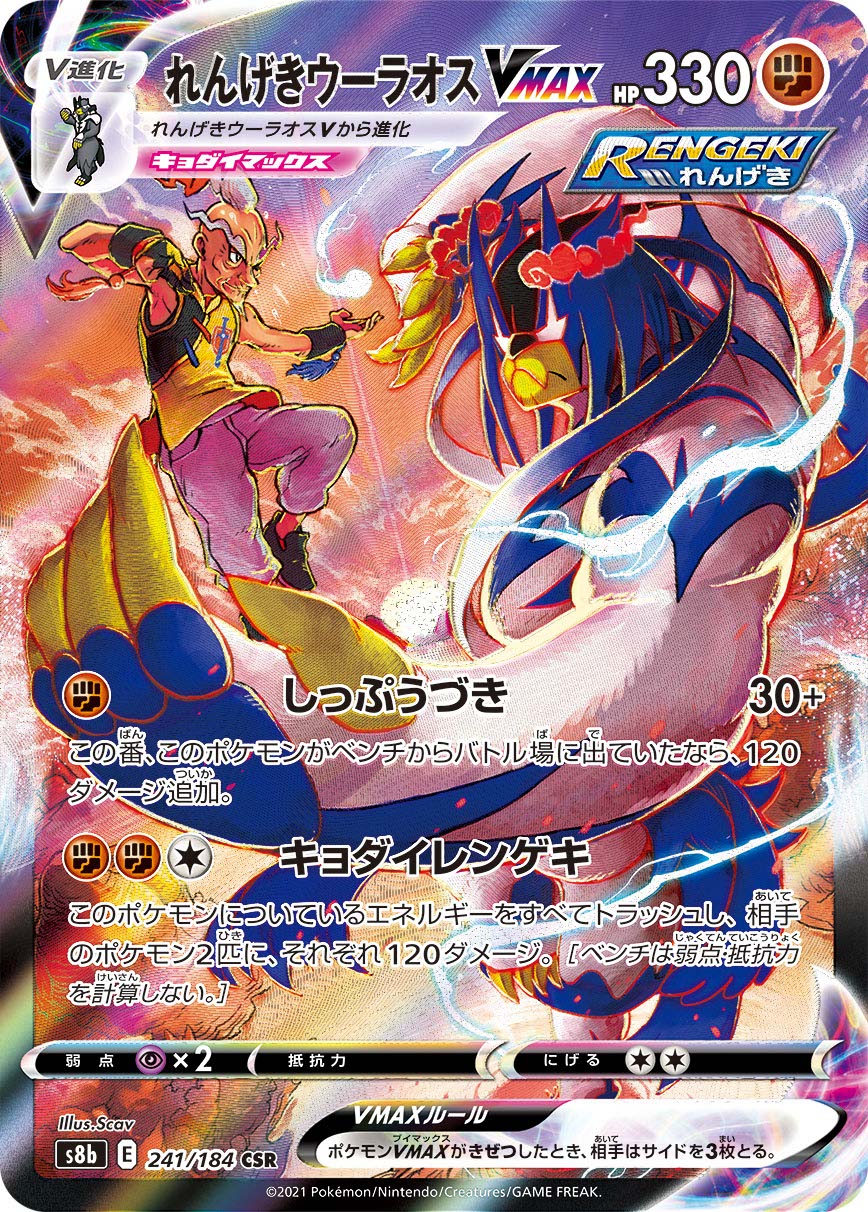 V進化
れんげきウーラオス VMAX HP 330
れんげきウーラオスVから進化
キョダイマックス
RENGEKI
れんげき
しっぷうづき 30+
この番、このポケモンがベンチからバトル場に出ていたなら、120
ダメージ追加。
キョダイレンゲキ
このポケモンについているエネルギーをすべてトラッシュし、相手
のポケモン2匹に、それぞれ120ダメージ。［ベンチは弱点・抵抗力
を計算しない。］
弱点 ×2 抵抗力 にげる
Illus.Scav
VMAXルール
s8b E 241/184 CSR
ポケモンVMAXがきぜつしたとき、相手はサイドを3枚とる。
©2021 Pokémon/Nintendo/Creatures/GAME FREAK.